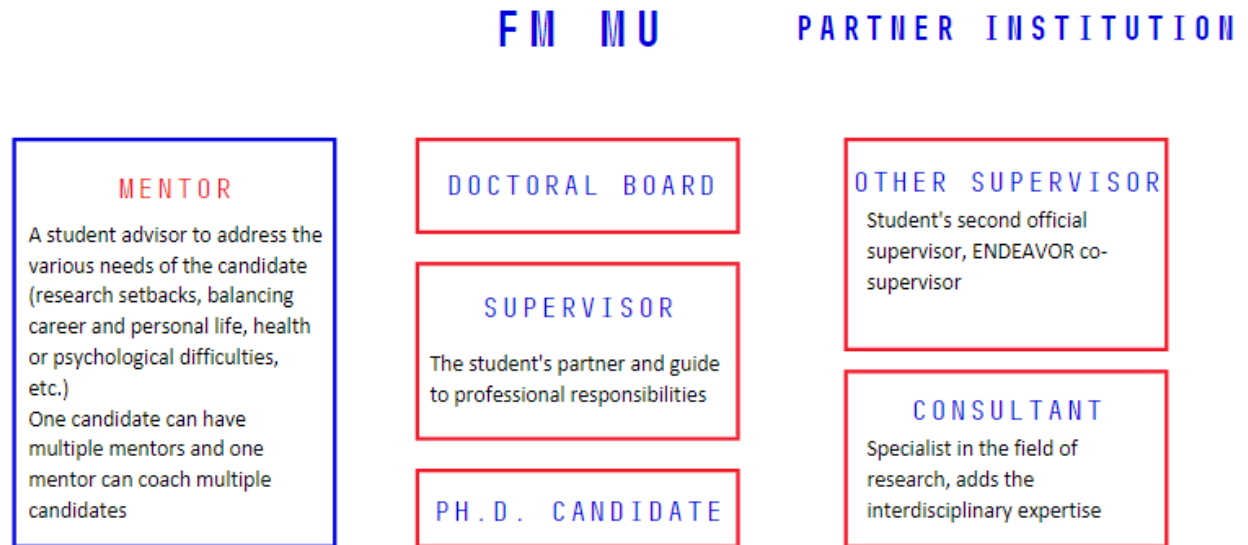 FM MU
PARTNER INSTITUTION
MENTOR
A student advisor to address the
various needs of the candidate
(research setbacks, balancing
career and personal life, health
or psychological difficulties,
etc.)
One candidate can have
multiple mentors and one
mentor can coach multiple
candidates
DOCTORAL BOARD
SUPERVISOR
The student's partner and guide
to professional responsibilities
PH.D. CANDIDATE
OTHER SUPERVISOR
Student's second official
supervisor, ENDEAVOR co-
supervisor
CONSULTANT
Specialist in the field of
research, adds the
interdisciplinary expertise